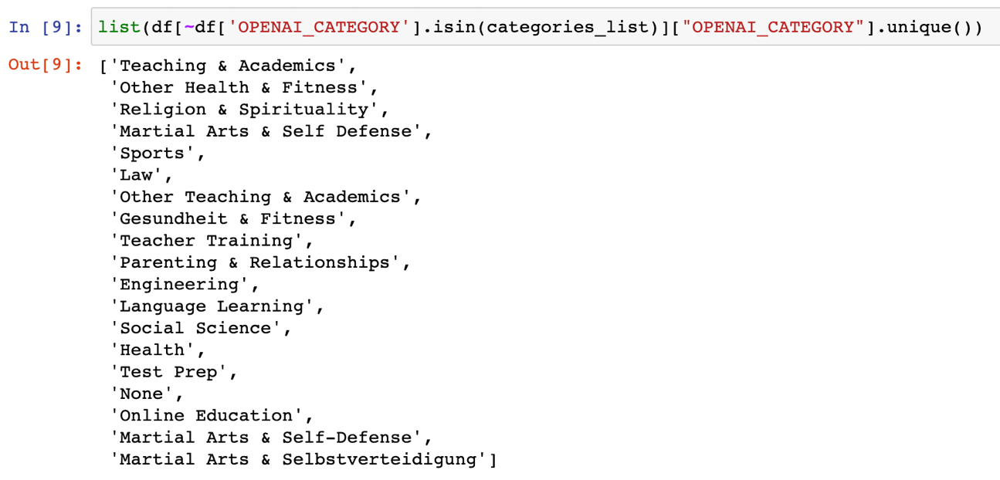 In [9]: list(df[~df['OPENAI_CATEGORY'].isin(categories_list)]["OPENAI_CATEGORY"].unique())
Out[9]: ['Teaching & Academics',
'Other Health & Fitness',
'Religion & Spirituality',
'Martial Arts & Self Defense',
'Sports',
'Law',
'Other Teaching & Academics',
'Gesundheit & Fitness',
'Teacher Training',
'Parenting & Relationships',
'Engineering',
'Language Learning',
'Social Science',
'Health',
'Test Prep',
'None',
'Online Education',
'Martial Arts & Self-Defense',
'Martial Arts & Selbstverteidigung']